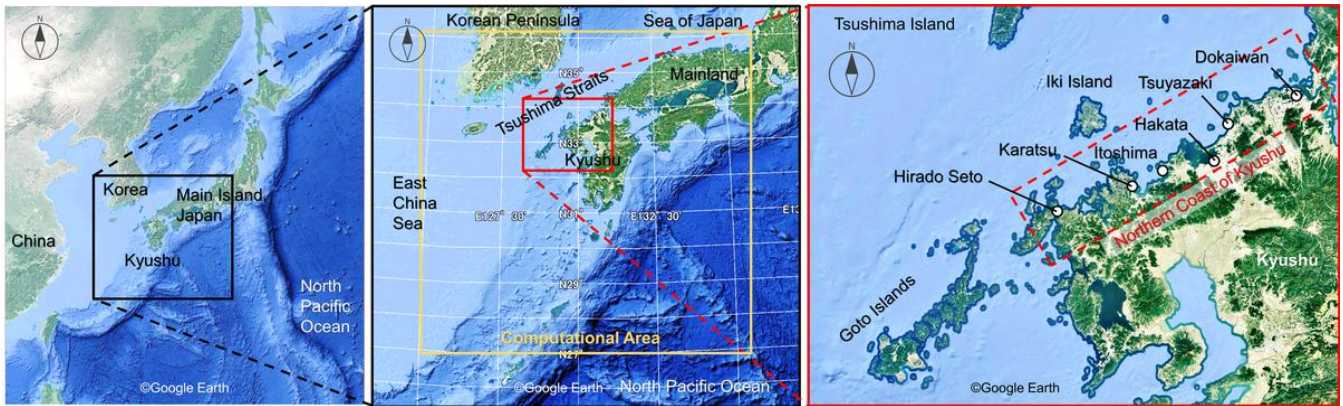 N
Korea
Main Island,
Japan
China
Kyushu
North
Pacific
Ocean
©Google Earth
Korean Peninsula
Sea of Japan
N
N35°
Mainland
Tsushima Straits
N33°
Kyushu
East
China
Sea
E127° 30'
N31°
E132° 30'
E13
N29°
Computational Area
N27°
©Google Earth
North Pacific Ocean
Tsushima Island
N
Dokaiwan
Iki Island
Tsuyazaki
Hakata
Karatsu
Itoshima
Hirado Seto
Northern Coast of Kyushu
Kyushu
Goto Islands
©Google Earth